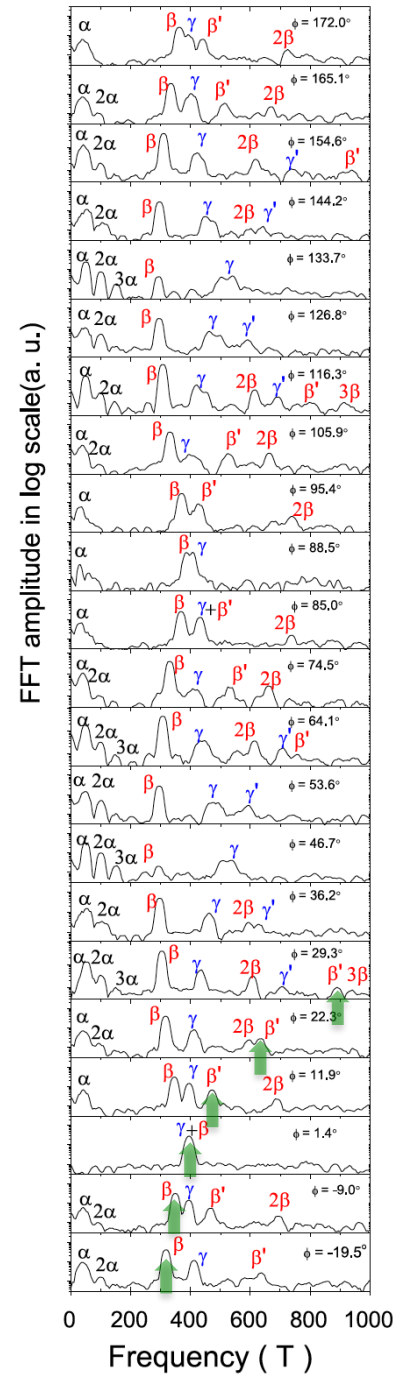 α β γ β' 2β ϕ = 172.0°
α 2α β γ β' 2β ϕ = 165.1°
α 2α β γ 2β γ' β' ϕ = 154.6°
α 2α β γ 2β γ' ϕ = 144.2°
α 2α 3α β γ ϕ = 133.7°
α 2α β γ γ' ϕ = 126.8°
α 2α β γ 2β γ' β' 3β ϕ = 116.3°
α 2α β γ β' 2β ϕ = 105.9°
α β β' 2β ϕ = 95.4°
α β γ ϕ = 88.5°
α β γ+β' 2β ϕ = 85.0°
α 2α β γ β' 2β ϕ = 74.5°
α 2α 3α β γ 2β γ' β' ϕ = 64.1°
α 2α β γ γ' ϕ = 53.6°
α 2α 3α β γ ϕ = 46.7°
α 2α β γ 2β γ' ϕ = 36.2°
α 2α 3α β γ 2β γ' β' 3β ϕ = 29.3°
α 2α β γ 2β β' ϕ = 22.3°
α β γ β' 2β ϕ = 11.9°
γ+β ϕ = 1.4°
α 2α β γ β' 2β ϕ = -9.0°
α 2α β γ β' ϕ = -19.5°
FFT amplitude in log scale(a. u.)
0 200 400 600 800 1000
Frequency ( T )